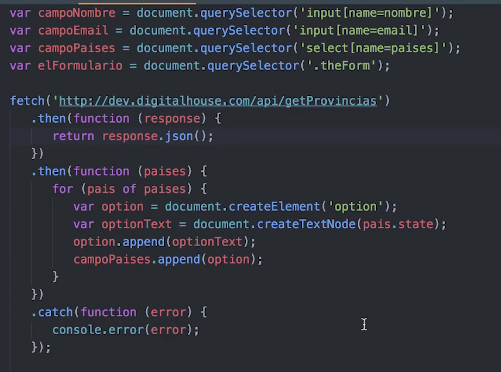 var campoNombre = document.querySelector('input[name=nombre]');
var campoEmail = document.querySelector('input[name=email]');
var campoPaises = document.querySelector('select[name=paises]');
var elFormulario = document.querySelector('.theForm');

fetch('http://dev.digitalhouse.com/api/getProvincias')
    .then(function (response) {
        return response.json();
    })
    .then(function (paises) {
        for (pais of paises) {
            var option = document.createElement('option');
            var optionText = document.createTextNode(pais.state);
            option.append(optionText);
            campoPaises.append(option);
        }
    })
    .catch(function (error) {
        console.error(error);
    });